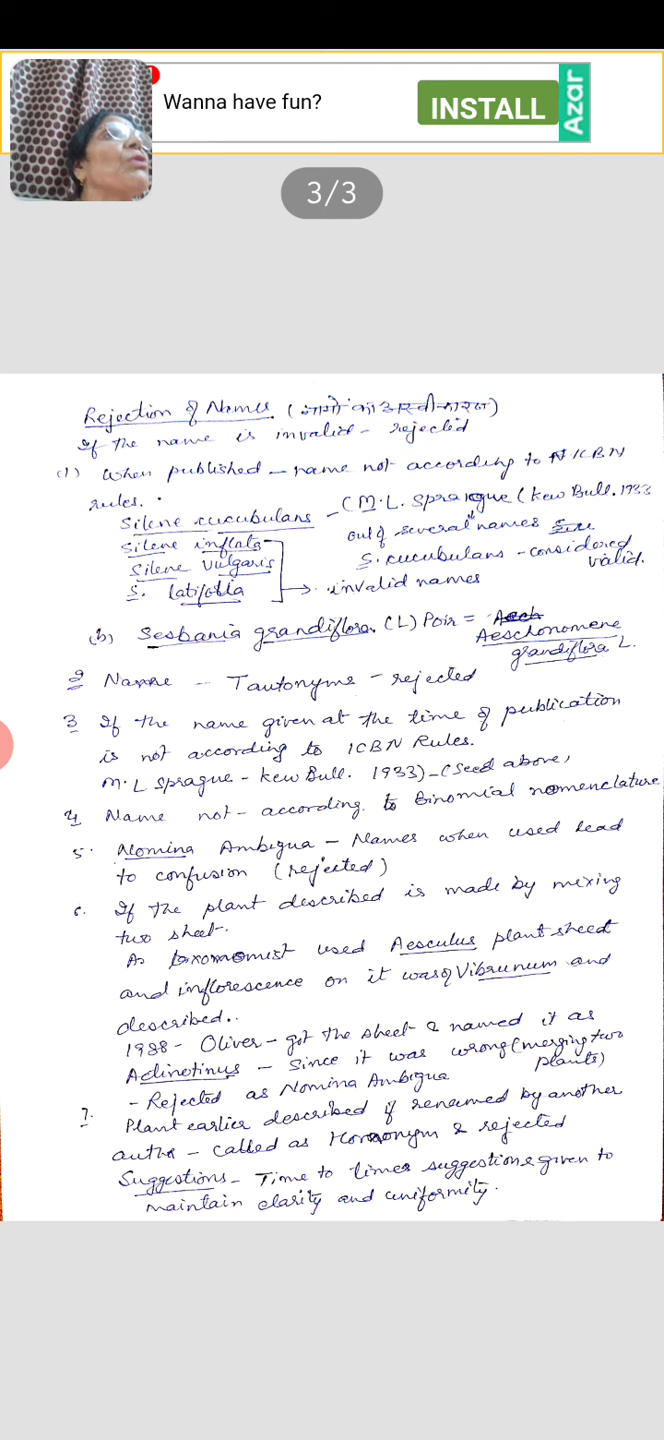 Wanna have fun?
INSTALL
Azar
3/3
Rejection of Names (नामों का अस्वीकारण)
If the name is invalid - rejected
(1) when published - name not according to ICBN
rules.
Silene cucubulans - (M.L. Sprague (Kew Bull. 1933
out of several names
Silene inflata
S. cucubulans - considered
valid.
Silene vulgaris
S. latifolia → invalid names
(b) Sesbania grandiflora (L) Poir =
Aeschonomene
grandiflora L.
2 Name - Tautonyms - rejected
3 If the name given at the time of publication
is not according to ICBN Rules.
M.L Sprague - Kew Bull. 1933) - (Seed above,
4 Name not - according to Binomial nomenclature
5. Nomina Ambigua - Names when used lead
to confusion (rejected)
6. If the plant described is made by mixing
two sheet.
As taxonomist used Aesculus plant sheet
and inflorescence on it was of Vibrunum and
described..
1988 - Oliver - got the sheet & named it as
Adinotinus - Since it was wrong (merging two
plants)
- Rejected as Nomina Ambigua
7. Plant earlier described if renamed by another
autho - called as Homonym & rejected
Suggestions - Time to times suggestions given to
maintain clarity and uniformity.